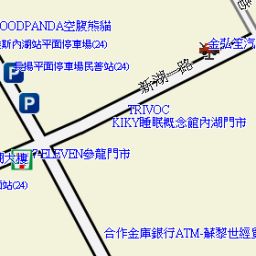 OODPANDA空腹熊貓
斯內湖站平面停車場(24)
長揚平面停車場民善站(24)
金弘笙汽
新湖一路
TRIVOC
KIKY睡眠概念館內湖門市
7-ELEVEN參龍門市
大樓
站(24)
P
P
合作金庫銀行ATM-蘇黎世經貿